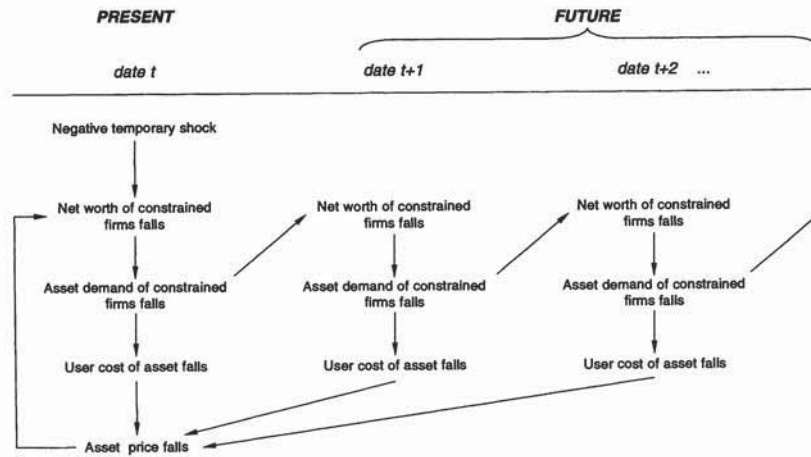 PRESENT FUTURE
date t date t+1 date t+2 ...
Negative temporary shock
Net worth of constrained
firms falls
Net worth of constrained
firms falls
Net worth of constrained
firms falls
Asset demand of constrained
firms falls
Asset demand of constrained
firms falls
Asset demand of constrained
firms falls
User cost of asset falls
User cost of asset falls
User cost of asset falls
Asset price falls